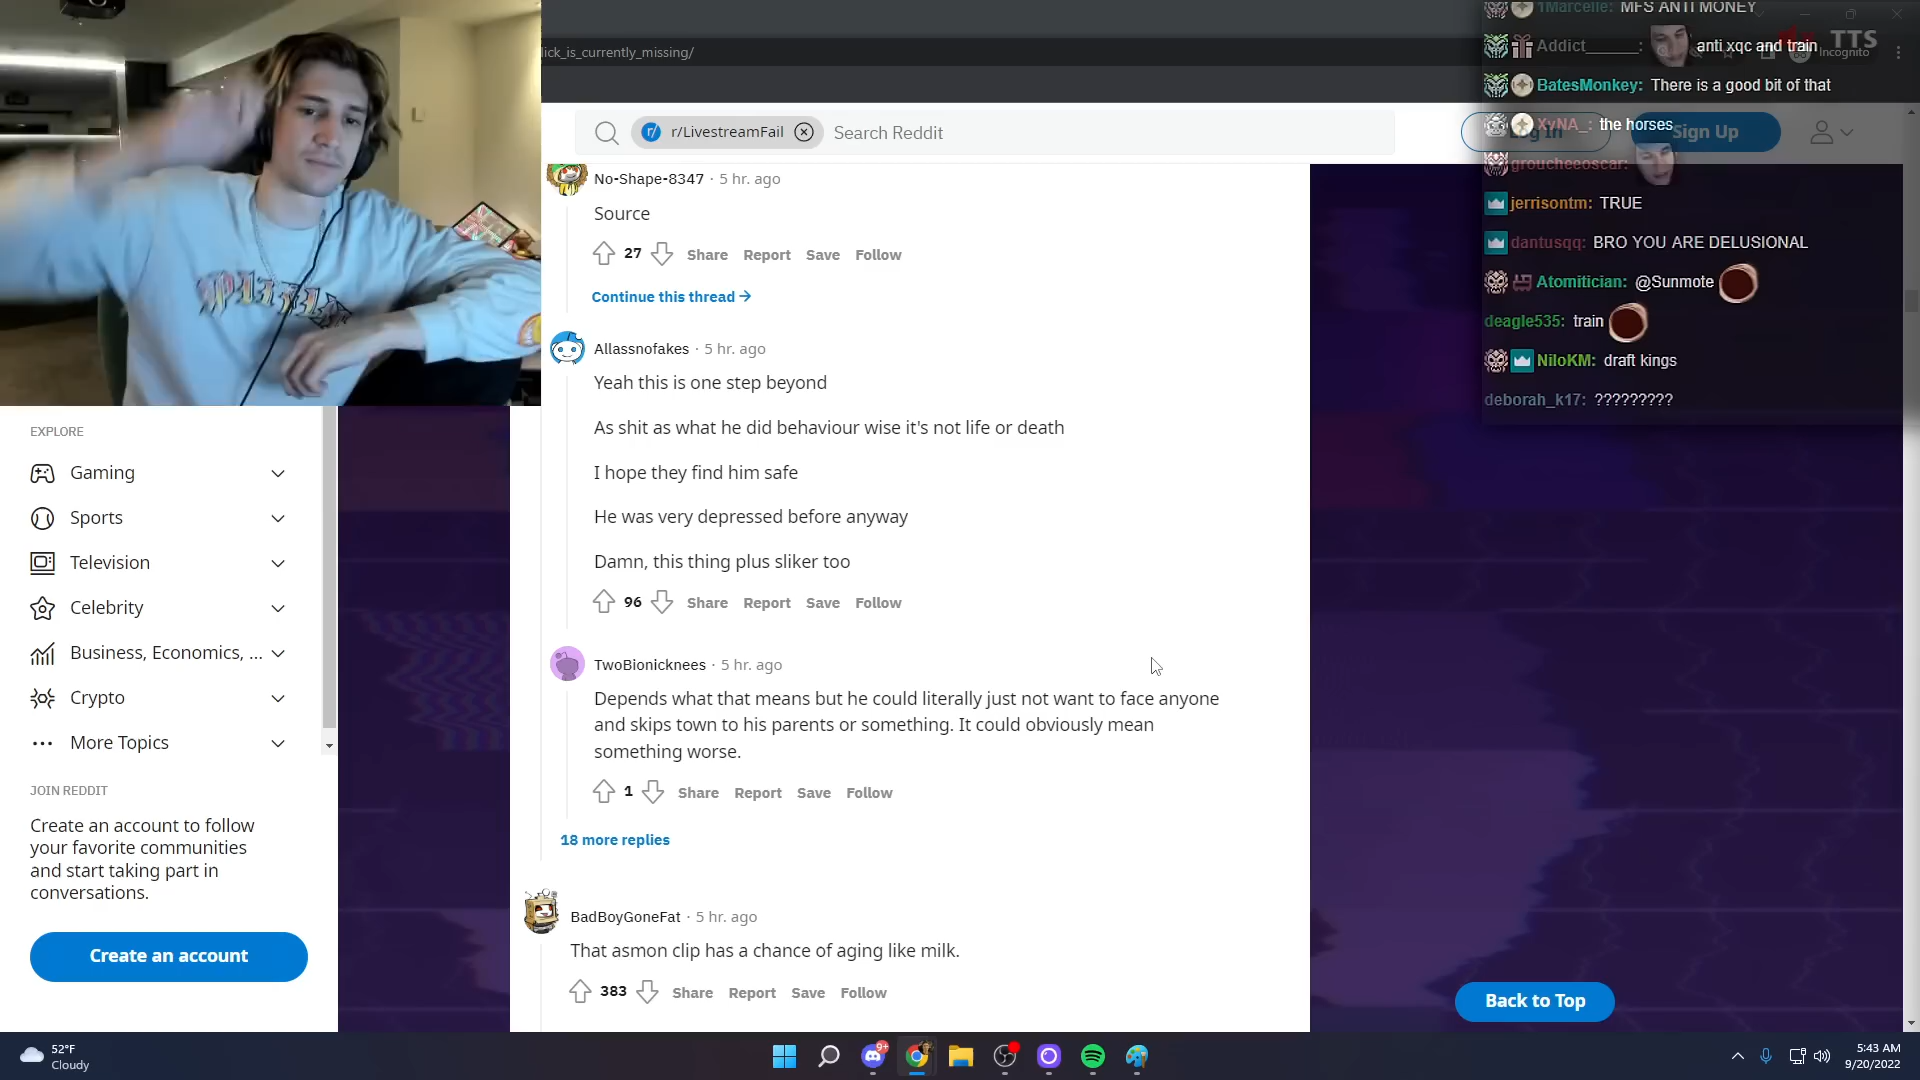 lick_is_currently_missing/
Incognito
TTS
r/LivestreamFail
Search Reddit
Sign Up
No-Shape-8347 · 5 hr. ago
Source
27 Share Report Save Follow
Continue this thread →
Allassnofakes · 5 hr. ago
Yeah this is one step beyond
As shit as what he did behaviour wise it's not life or death
I hope they find him safe
He was very depressed before anyway
Damn, this thing plus sliker too
96 Share Report Save Follow
TwoBionicknees · 5 hr. ago
Depends what that means but he could literally just not want to face anyone
and skips town to his parents or something. It could obviously mean
something worse.
1 Share Report Save Follow
18 more replies
BadBoyGoneFat · 5 hr. ago
That asmon clip has a chance of aging like milk.
383 Share Report Save Follow
EXPLORE
Gaming
Sports
Television
Celebrity
Business, Economics, ...
Crypto
More Topics
JOIN REDDIT
Create an account to follow
your favorite communities
and start taking part in
conversations.
Create an account
1Marcelle: MFS ANTI MONEY
Addict______: anti xqc and train
BatesMonkey: There is a good bit of that
XyNA_: the horses
groucheeoscar:
jerrisontm: TRUE
dantusqq: BRO YOU ARE DELUSIONAL
Atomitician: @Sunmote
deagle535: train
NiloKM: draft kings
deborah_k17: ?????????
Back to Top
52°F
Cloudy
9+
5:43 AM
9/20/2022